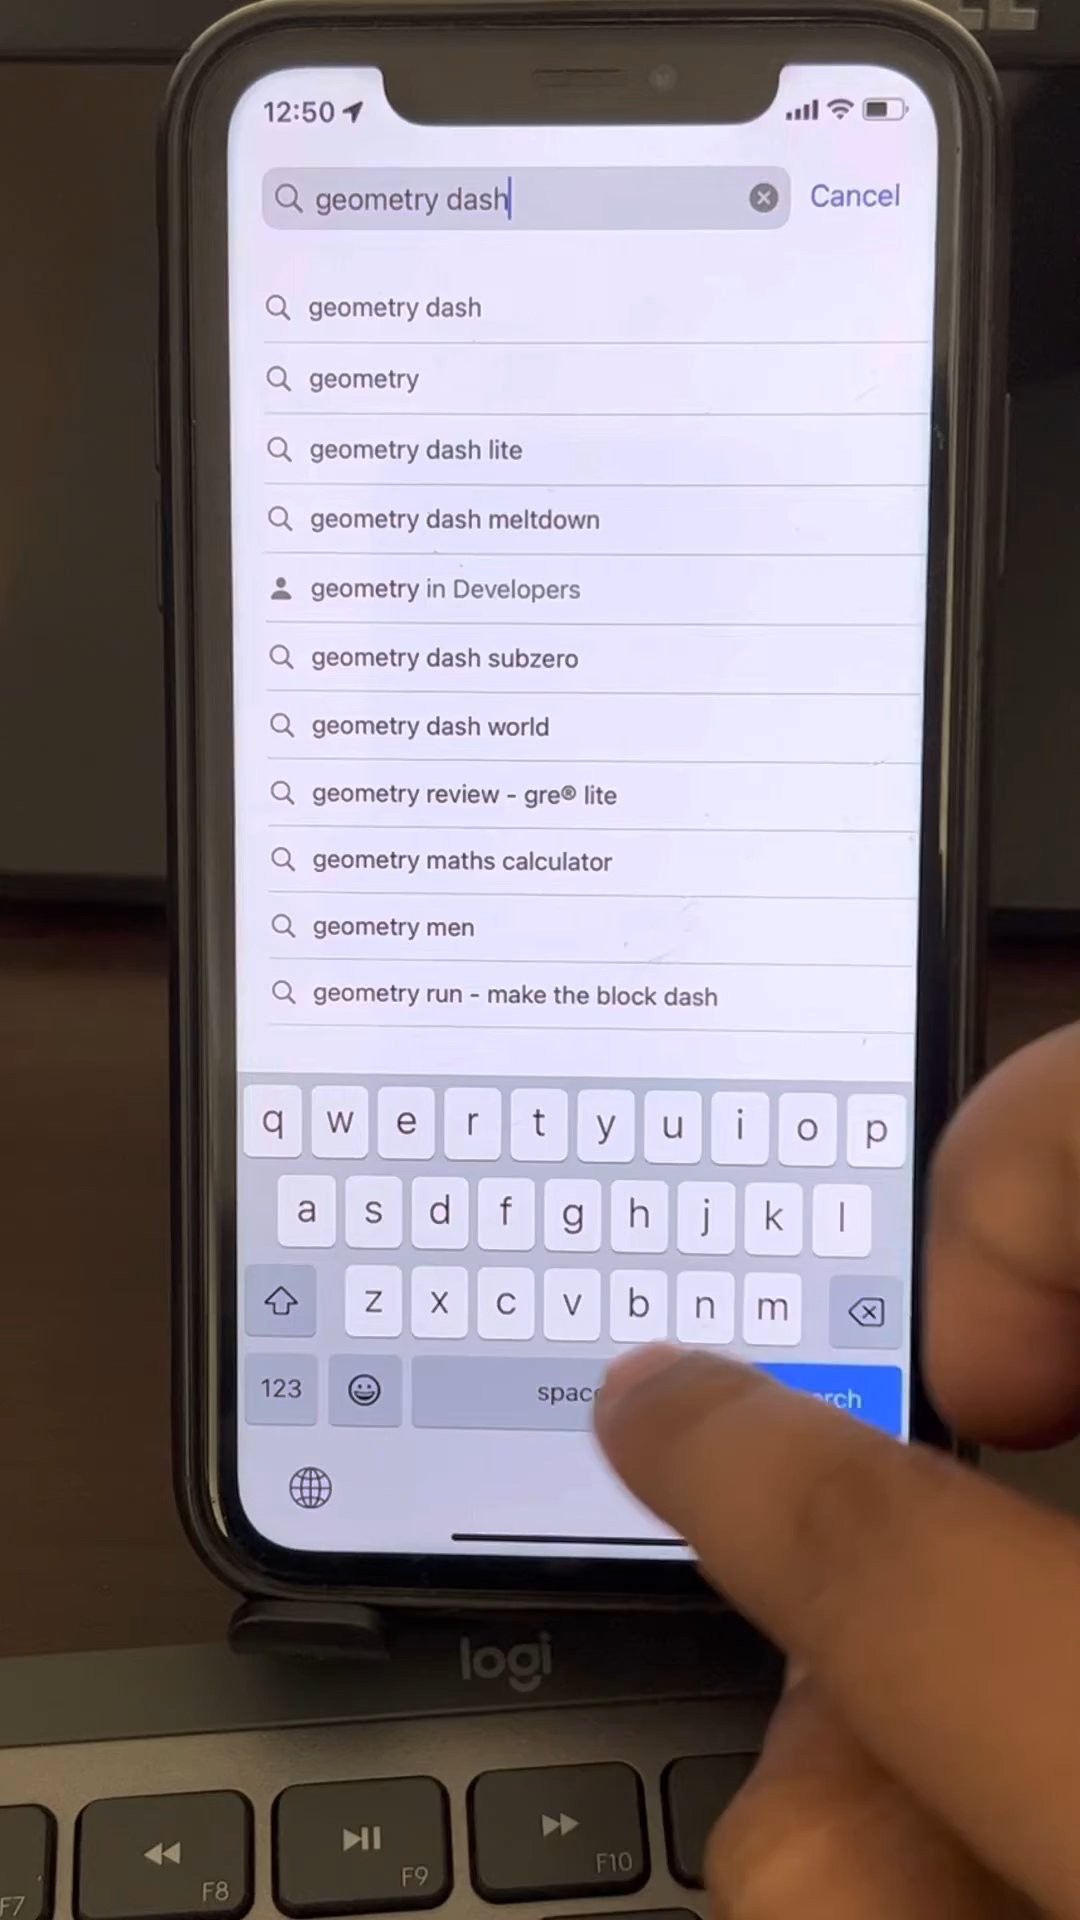 12:50
geometry dash
Cancel
geometry dash
geometry
geometry dash lite
geometry dash meltdown
geometry in Developers
geometry dash subzero
geometry dash world
geometry review - gre® lite
geometry maths calculator
geometry men
geometry run - make the block dash
q w e r t y u i o p
a s d f g h j k l
z x c v b n m
123
logi
F7 F8 F9 F10